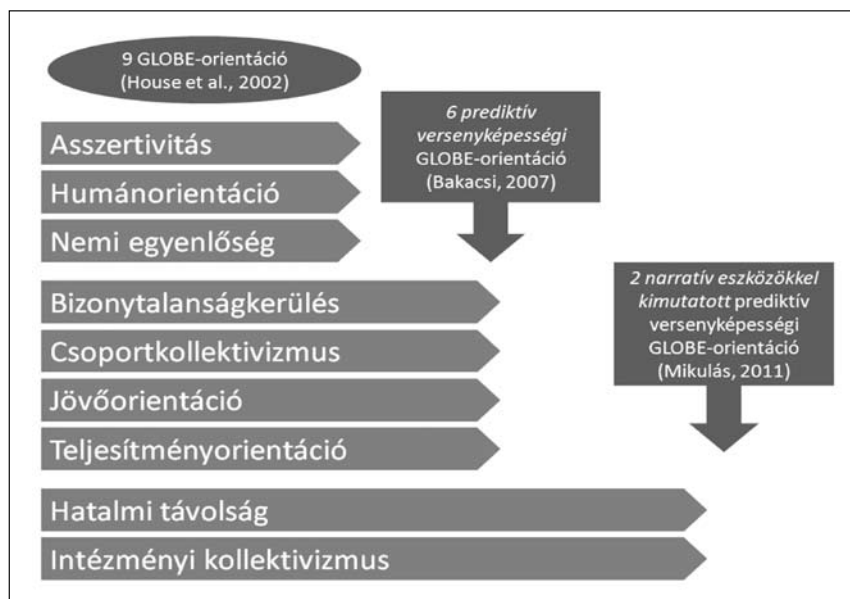 9 GLOBE-orientáció
(House et al., 2002)
Asszertivitás
Humánorientáció
Nemi egyenlőség
6 prediktív
versenyképességi
GLOBE-orientáció
(Bakacsi, 2007)
Bizonytalanságkerülés
Csoportkollektivizmus
Jövőorientáció
Teljesítményorientáció
2 narratív eszközökkel
kimutatott prediktív
versenyképességi
GLOBE-orientáció
(Mikulás, 2011)
Hatalmi távolság
Intézményi kollektivizmus